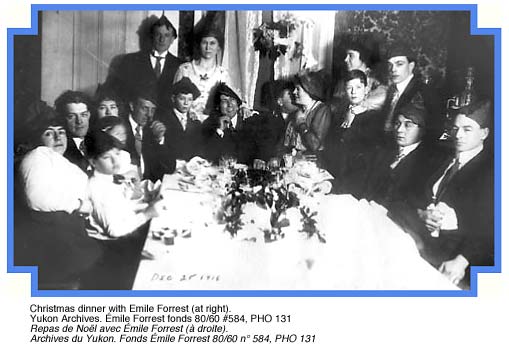 DEC 25 1916
Christmas dinner with Emile Forrest (at right).
Yukon Archives. Émile Forrest fonds 80/60 #584, PHO 131
Repas de Noël avec Émile Forrest (à droite).
Archives du Yukon. Fonds Émile Forrest 80/60 n° 584, PHO 131